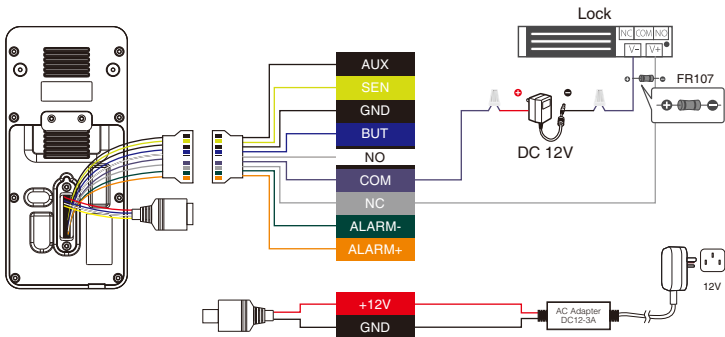 Lock
NC COM NO
V- V+
FR107
AUX
SEN
GND
BUT
NO
COM
NC
ALARM-
ALARM+
DC 12V
+12V
GND
AC Adapter
DC12-3A
12V